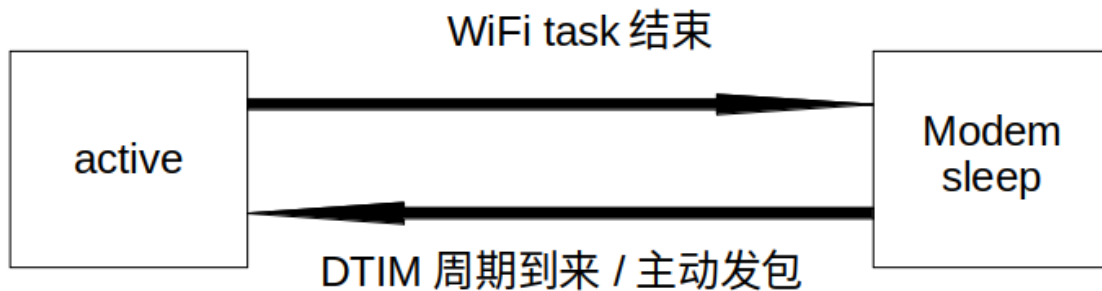 WiFi task 结束
active
Modem
sleep
DTIM 周期到来 / 主动发包